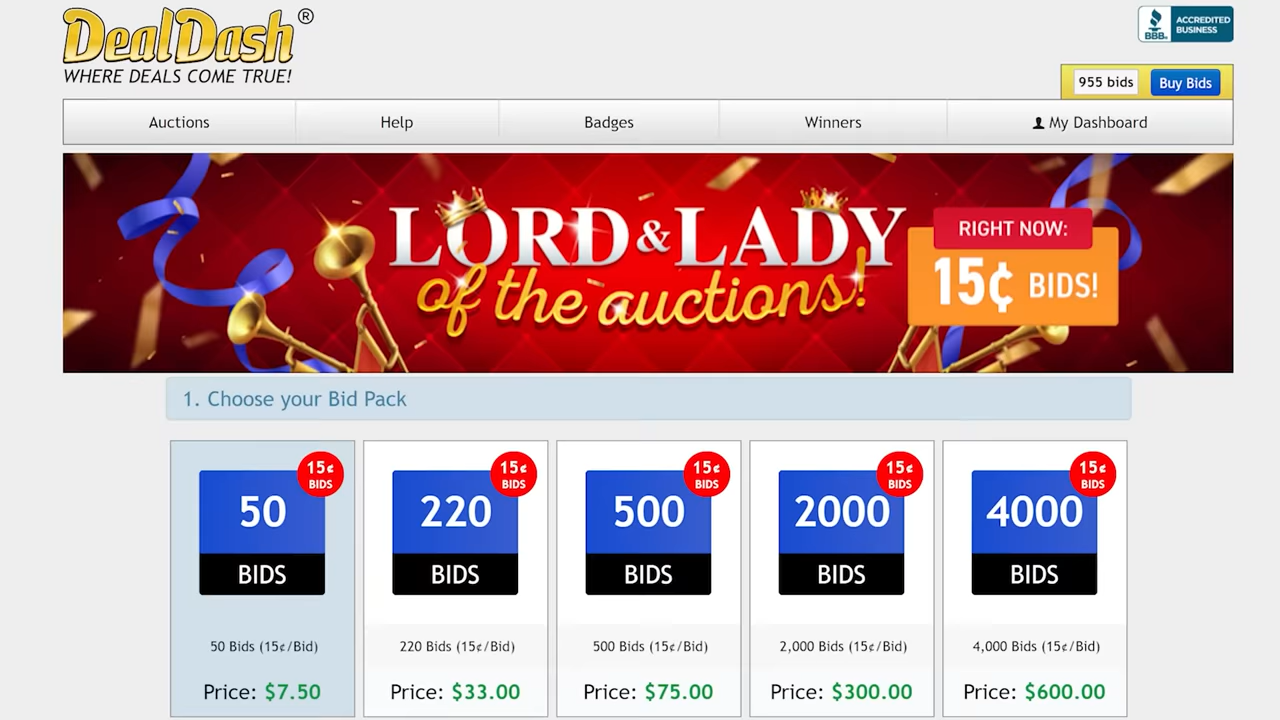 DealDash®
WHERE DEALS COME TRUE!
BBB.
ACCREDITED
BUSINESS
955 bids
Buy Bids
Auctions
Help
Badges
Winners
My Dashboard
LORD & LADY
of the auctions!
RIGHT NOW:
15¢ BIDS!
1. Choose your Bid Pack
15¢
BIDS
50
BIDS
50 Bids (15¢/Bid)
Price: $7.50
15¢
BIDS
220
BIDS
220 Bids (15¢/Bid)
Price: $33.00
15¢
BIDS
500
BIDS
500 Bids (15¢/Bid)
Price: $75.00
15¢
BIDS
2000
BIDS
2,000 Bids (15¢/Bid)
Price: $300.00
15¢
BIDS
4000
BIDS
4,000 Bids (15¢/Bid)
Price: $600.00